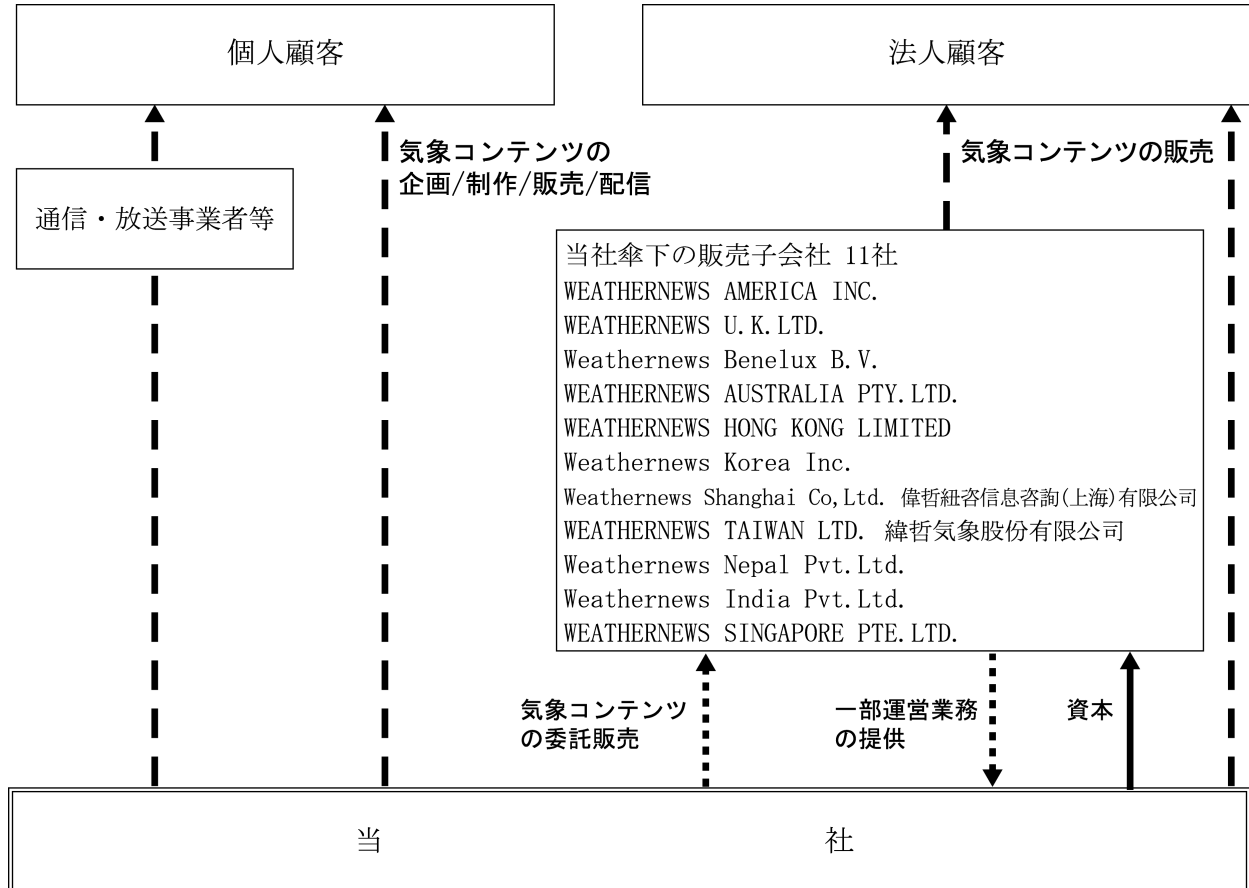 個人顧客
法人顧客
気象コンテンツの
企画/制作/販売/配信
気象コンテンツの販売
通信・放送事業者等
当社傘下の販売子会社 11社
WEATHERNEWS AMERICA INC.
WEATHERNEWS U.K.LTD.
Weathernews Benelux B.V.
WEATHERNEWS AUSTRALIA PTY.LTD.
WEATHERNEWS HONG KONG LIMITED
Weathernews Korea Inc.
Weathernews Shanghai Co,Ltd. 偉哲紐咨信息咨詢(上海)有限公司
WEATHERNEWS TAIWAN LTD. 緯哲気象股份有限公司
Weathernews Nepal Pvt.Ltd.
Weathernews India Pvt.Ltd.
WEATHERNEWS SINGAPORE PTE.LTD.
気象コンテンツ
の委託販売
一部運営業務
の提供
資本
当社